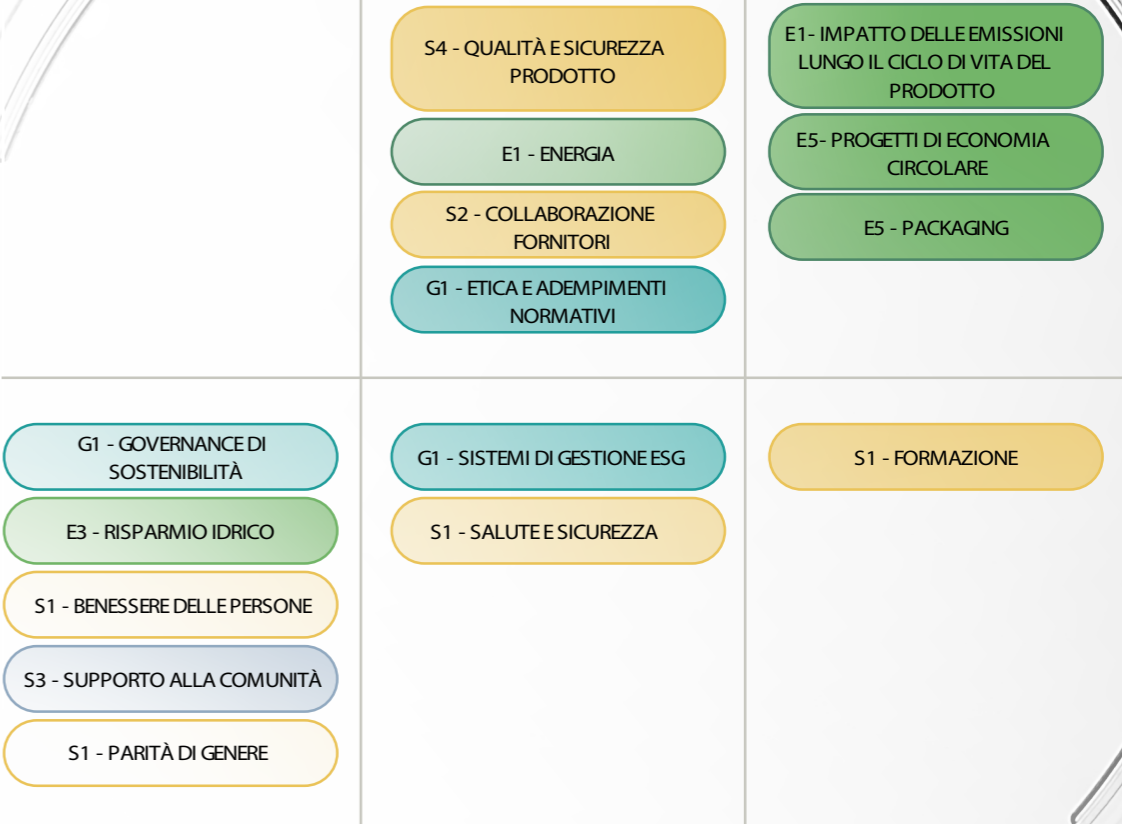 S4 - QUALITÀ E SICUREZZA
PRODOTTO
E1 - ENERGIA
S2 - COLLABORAZIONE
FORNITORI
G1 - ETICA E ADEMPIMENTI
NORMATIVI
E1- IMPATTO DELLE EMISSIONI
LUNGO IL CICLO DI VITA DEL
PRODOTTO
E5- PROGETTI DI ECONOMIA
CIRCOLARE
E5 - PACKAGING
G1 - GOVERNANCE DI
SOSTENIBILITÀ
E3 - RISPARMIO IDRICO
S1 - BENESSERE DELLE PERSONE
S3 - SUPPORTO ALLA COMUNITÀ
S1 - PARITÀ DI GENERE
G1 - SISTEMI DI GESTIONE ESG
S1 - SALUTE E SICUREZZA
S1 - FORMAZIONE